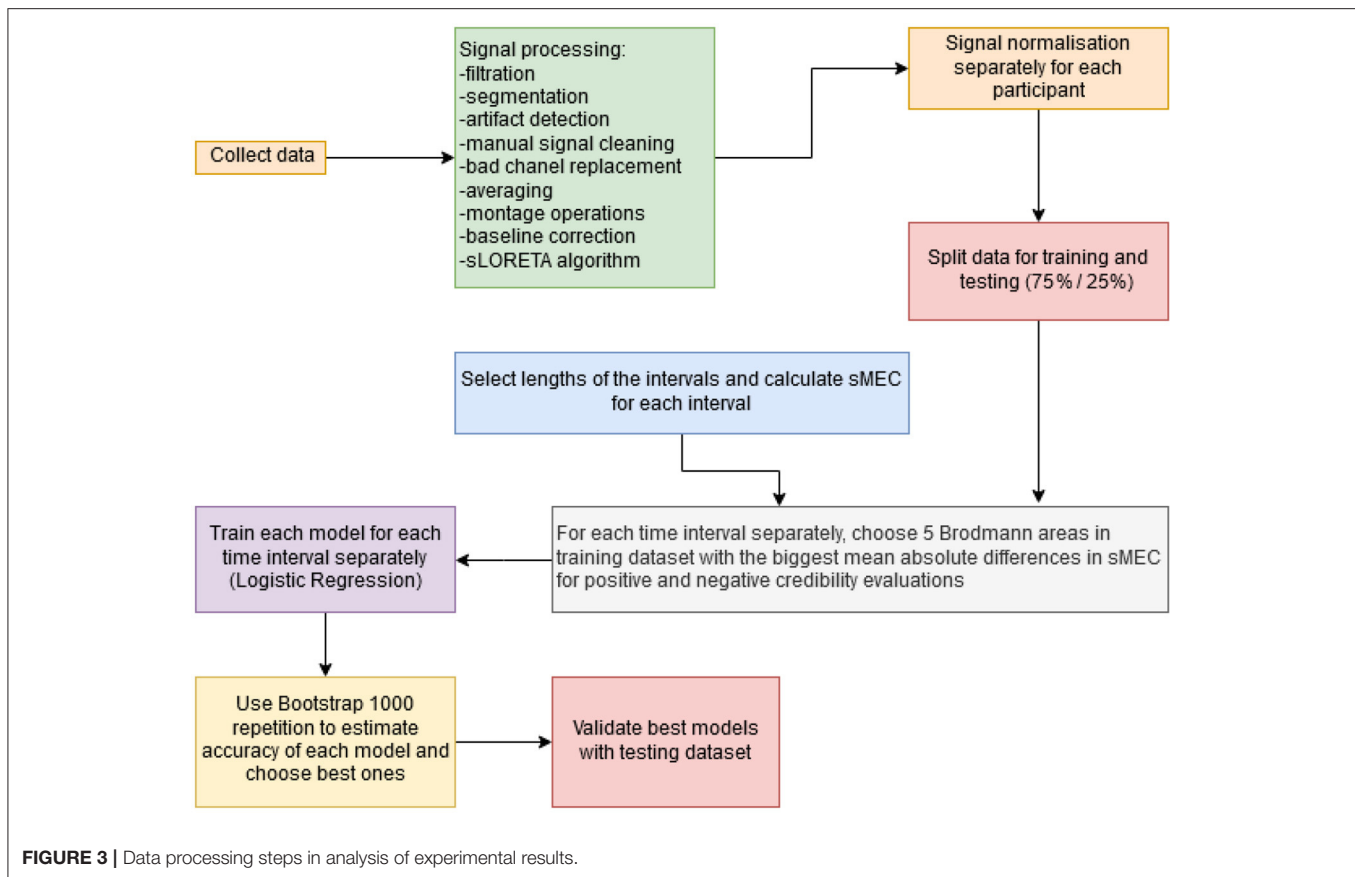 Collect data
Signal processing:
-filtration
-segmentation
-artifact detection
-manual signal cleaning
-bad chanel replacement
-averaging
-montage operations
-baseline correction
-sLORETA algorithm
Signal normalisation
separately for each
participant
Split data for training and
testing (75% / 25%)
Select lengths of the intervals and calculate sMEC
for each interval
For each time interval separately, choose 5 Brodmann areas in
training dataset with the biggest mean absolute differences in sMEC
for positive and negative credibility evaluations
Train each model for each
time interval separately
(Logistic Regression)
Use Bootstrap 1000
repetition to estimate
accuracy of each model and
choose best ones
Validate best models
with testing dataset
FIGURE 3 | Data processing steps in analysis of experimental results.